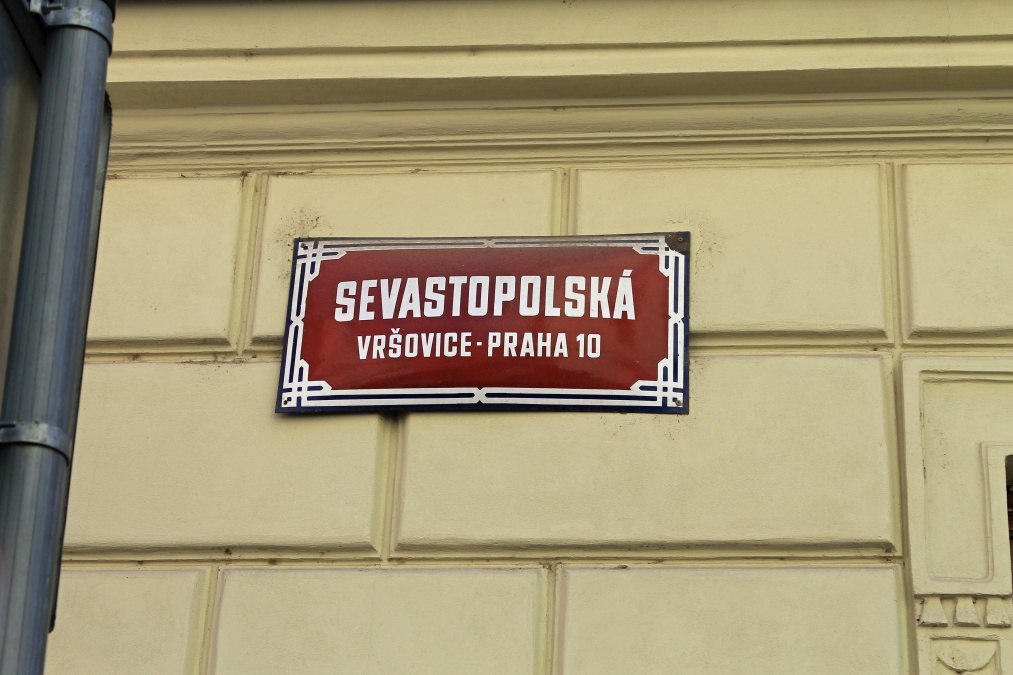 SEVASTOPOLSKÁ
VRŠOVICE - PRAHA 10